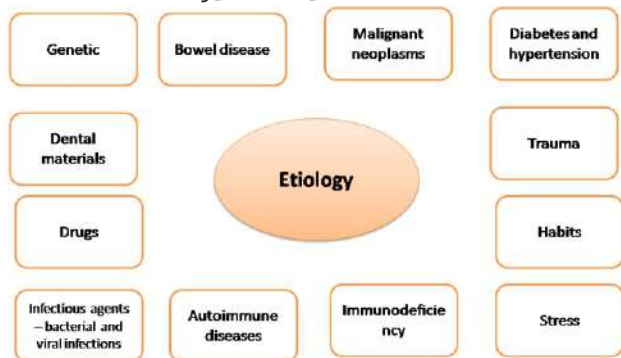 Genetic
Bowel disease
Malignant
neoplasms
Diabetes and
hypertension
Dental
materials
Etiology
Trauma
Drugs
Habits
Infectious agents
– bacterial and
viral infections
Autoimmune
diseases
Immunodeficie
ncy
Stress